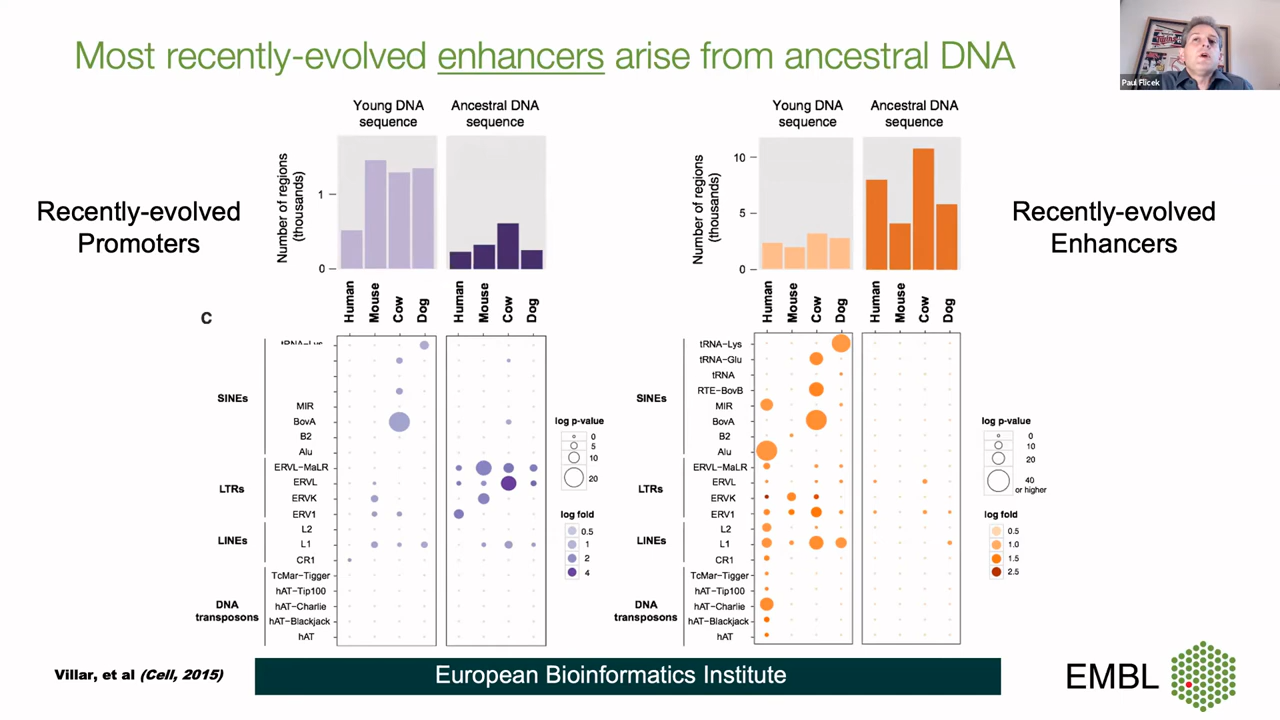 Most recently-evolved enhancers arise from ancestral DNA
Paul Flicek
Young DNA sequence
Ancestral DNA sequence
Young DNA sequence
Ancestral DNA sequence
Recently-evolved
Promoters
Number of regions
(thousands)
1
0
Number of regions
(thousands)
10
5
0
Recently-evolved
Enhancers
Human
Mouse
Cow
Dog
Human
Mouse
Cow
Dog
Human
Mouse
Cow
Dog
Human
Mouse
Cow
Dog
C
SINEs
LTRs
LINEs
DNA
transposons
tRNA-Lys
MIR
BovA
B2
Alu
ERVL-MaLR
ERVL
ERVK
ERV1
L2
L1
CR1
TcMar-Tigger
hAT-Tip100
hAT-Charlie
hAT-Blackjack
hAT
log p-value
0
5
10
20
log fold
0.5
1
2
4
SINEs
LTRs
LINEs
DNA
transposons
tRNA-Lys
tRNA-Glu
tRNA
RTE-BovB
MIR
BovA
B2
Alu
ERVL-MaLR
ERVL
ERVK
ERV1
L2
L1
CR1
TcMar-Tigger
hAT-Tip100
hAT-Charlie
hAT-Blackjack
hAT
log p-value
0
10
20
40
or higher
log fold
0.5
1.0
1.5
2.5
Villar, et al (Cell, 2015)
European Bioinformatics Institute
EMBL